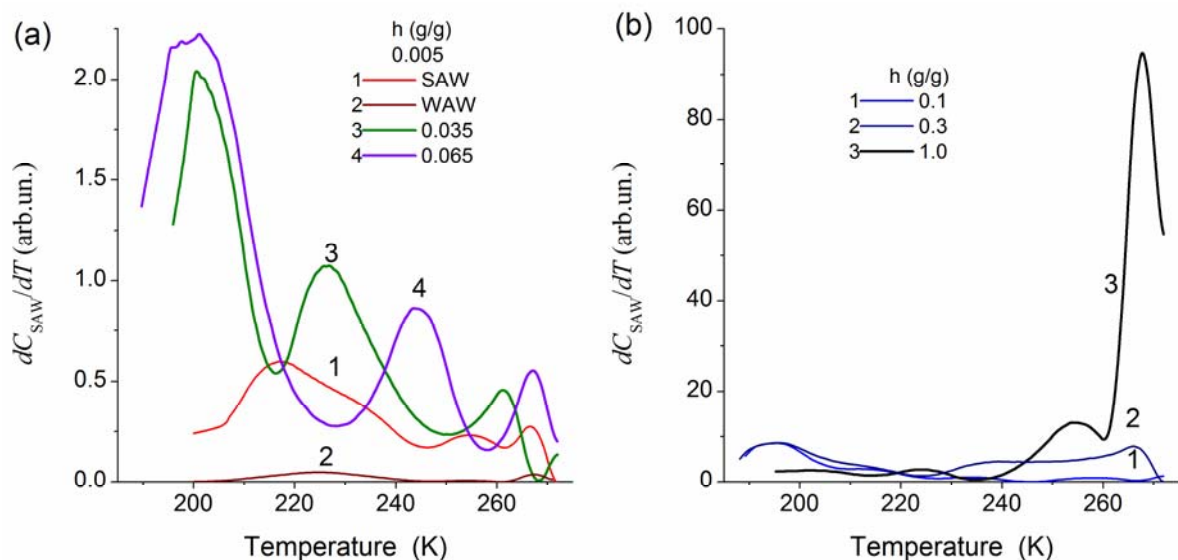 (a)
h (g/g)
0.005
1 SAW
2 WAW
3 0.035
4 0.065
dC_SAW/dT (arb.un.)
2.0
1.5
1.0
0.5
0.0
3
4
1
2
200 220 240 260
Temperature (K)
(b)
h (g/g)
1 0.1
2 0.3
3 1.0
dC_SAW/dT (arb.un.)
100
80
60
40
20
0
3
2
1
200 220 240 260
Temperature (K)